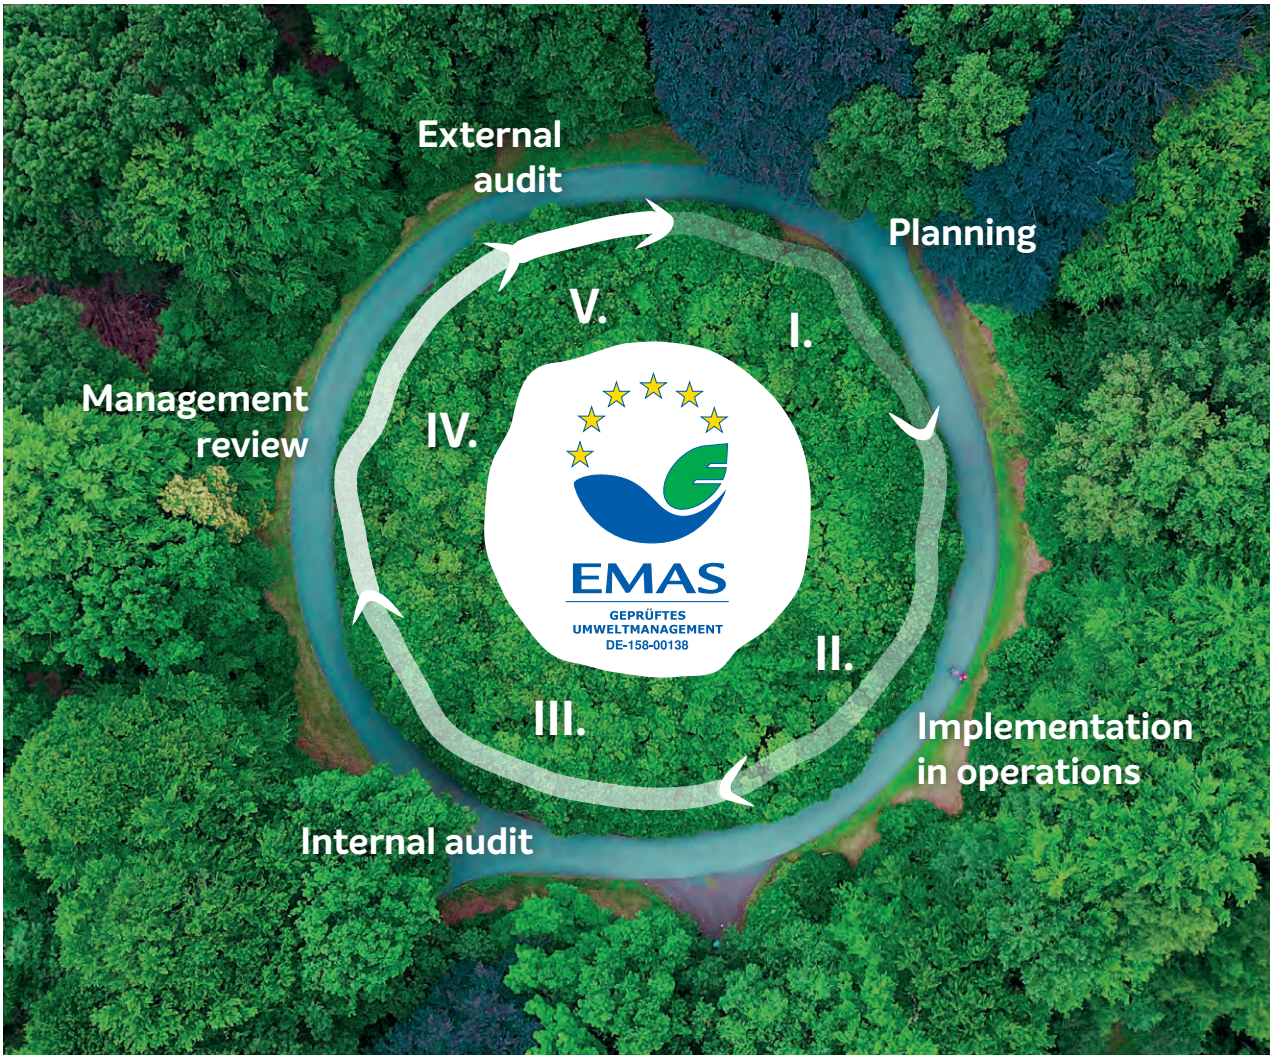 External
audit
Planning
V.
I.
Management
review
IV.
EMAS
GEPRÜFTES
UMWELTMANAGEMENT
DE-158-00138
II.
III.
Implementation
in operations
Internal audit